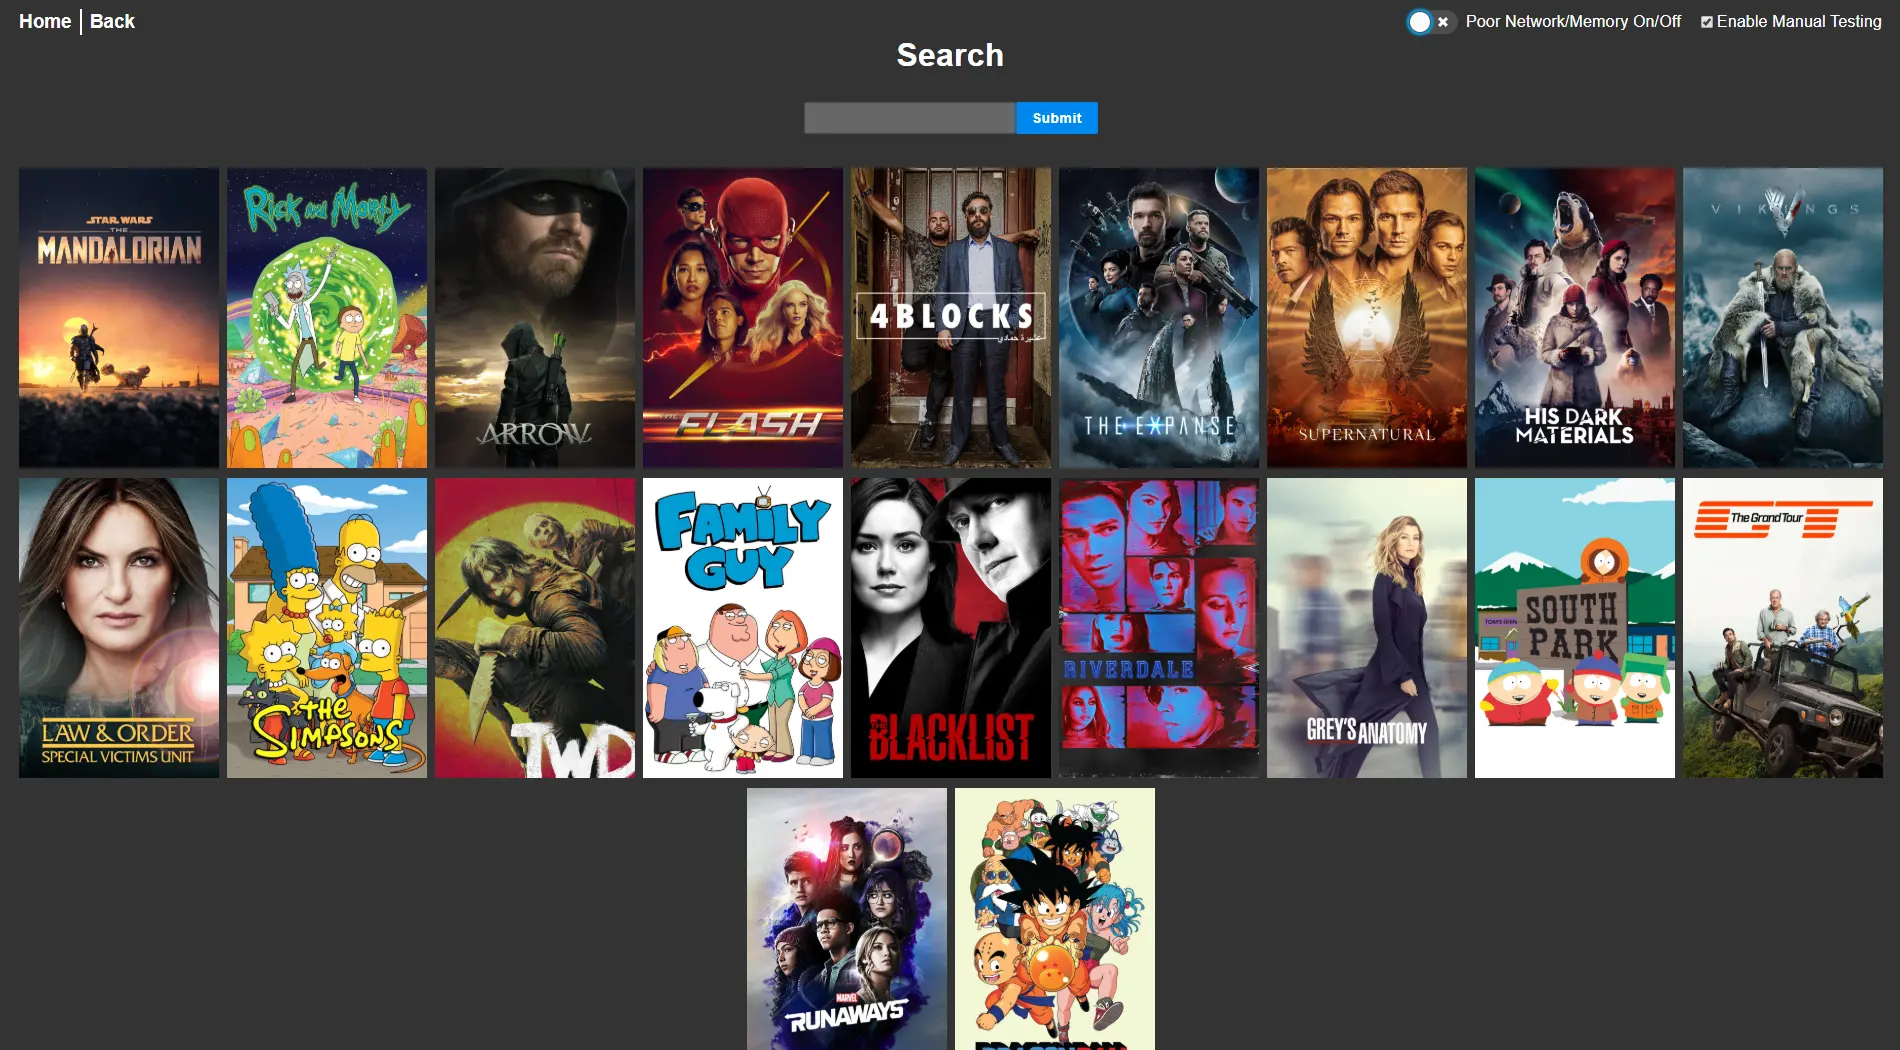 Home Back
Poor Network/Memory On/Off
Enable Manual Testing
Search
Submit
STAR WARS
THE
MANDALORIAN
RICK AND MORTY
ARROW
THE
FLASH
4 BLOCKS
THE EXPANSE
SUPERNATURAL
HIS DARK
MATERIALS
VIKINGS
LAW & ORDER
SPECIAL VICTIMS UNIT
THE
SIMPSONS
TWD
FAMILY
GUY
THE
BLACKLIST
RIVERDALE
GREY'S ANATOMY
SOUTH
PARK
The Grand Tour
MARVEL
RUNAWAYS